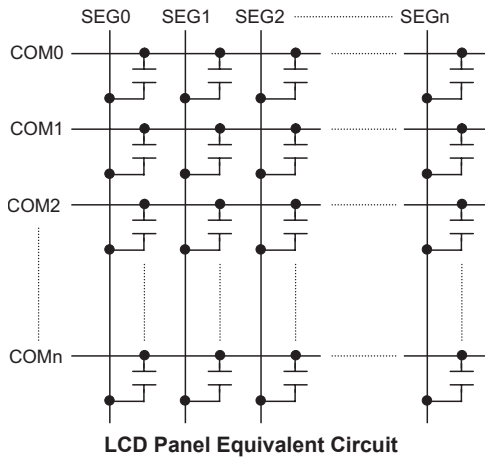 SEG0 SEG1 SEG2 SEGn
COM0
COM1
COM2
COMn
LCD Panel Equivalent Circuit